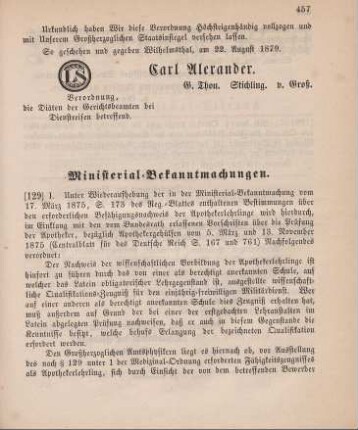 457
Urkundlich haben Wir diese Verordnung Höchsteigenhändig vollzogen und
mit Unserem Großherzoglichen Staatsinsiegel versehen lassen.
So geschehen und gegeben Wilhelmsthal, am 22. August 1879.
LS
Carl Alexander.
G. Thon. Stichling. v. Groß.
Verordnung,
die Diäten der Gerichtsbeamten bei
Dienstreisen betreffend.
Ministerial-Bekanntmachungen.
[129] I. Unter Wiederaufhebung der in der Ministerial-Bekanntmachung vom
17. März 1875, S. 173 des Reg.-Blattes enthaltenen Bestimmungen über
den erforderlichen Befähigungsnachweis der Apothekerlehrlinge wird hierdurch,
im Einklang mit den vom Bundesrath erlassenen Vorschriften, die Prüfung
bezüglich Apothekergehilfen vom 5. März und 13. November
1875 (Centralblatt für das Deutsche Reich S. 167 und 761) Nachfolgendes
verordnet:
Der Nachweis der wissenschaftlichen Vorbildung der Apothekerlehrlinge ist
hinfort zu führen durch das von einer als berechtigt anerkannten Schule, auf
welcher das Latein obligatorischer Lehrgegenstand ist, ausgestellte wissenschaft-
liche Qualifikations-Zeugniß für den einjährig-freiwilligen Militärdienst. Wer
auf einer anderen als berechtigt anerkannten Schule dies Zeugniß erhalten hat,
muß außerdem auf Grund der bei einer der erstgedachten Lehranstalten im
Latein abgelegten Prüfung nachweisen, daß er auch in diesem Gegenstande die
Kenntnisse besitzt, welche behufs Erlangung der bezeichneten Qualifikation
erfordert werden.
Den Großherzoglichen Amtsphysikern liegt es hiernach ob, vor Ausstellung
des nach § 129 unter 1 der Medizinal-Ordnung erforderten Fähigkeitszeugnisses
als Apothekerlehrling, sich durch Einsicht der von dem betreffenden Bewerber